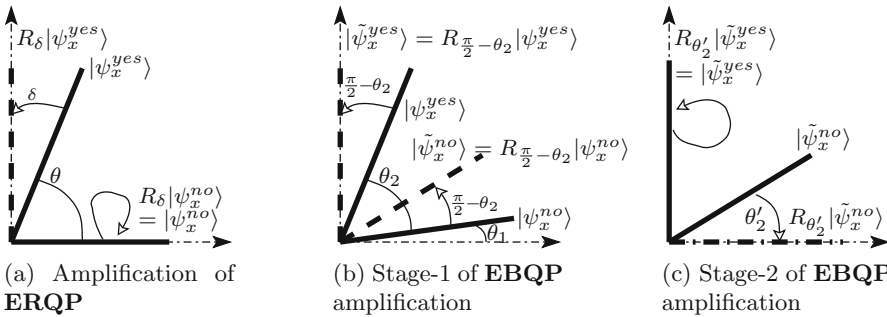 R_δ|ψ_x^{yes}⟩
|ψ_x^{yes}⟩
δ
θ
R_δ|ψ_x^{no}⟩
= |ψ_x^{no}⟩
(a) Amplification of
ERQP
|ψ̃_x^{yes}⟩ = R_{π/2−θ_2}|ψ_x^{yes}⟩
π/2−θ_2
|ψ_x^{yes}⟩
|ψ̃_x^{no}⟩ = R_{π/2−θ_2}|ψ_x^{no}⟩
θ_2
π/2−θ_2
|ψ_x^{no}⟩
θ_1
(b) Stage-1 of EBQP
amplification
R_{θ_2′}|ψ̃_x^{yes}⟩
= |ψ̃_x^{yes}⟩
|ψ̃_x^{no}⟩
θ_2′
R_{θ_2′}|ψ̃_x^{no}⟩
(c) Stage-2 of EBQP
amplification